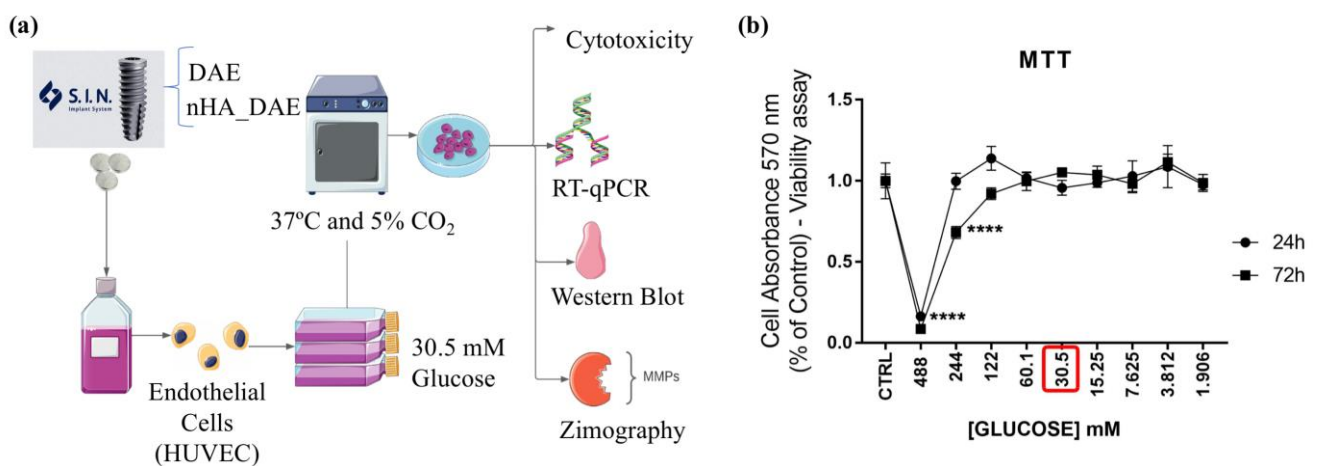 (a)
S.I.N.
Implant System
DAE
nHA_DAE
37ºC and 5% CO₂
Endothelial
Cells
(HUVEC)
30.5 mM
Glucose
Cytotoxicity
RT-qPCR
Western Blot
MMPs
Zimography
(b)
MTT
Cell Absorbance 570 nm
(% of Control) - Viability assay
1.5
1.0
0.5
0.0
****
****
24h
72h
CTRL
488
244
122
60.1
30.5
15.25
7.625
3.812
1.906
[GLUCOSE] mM